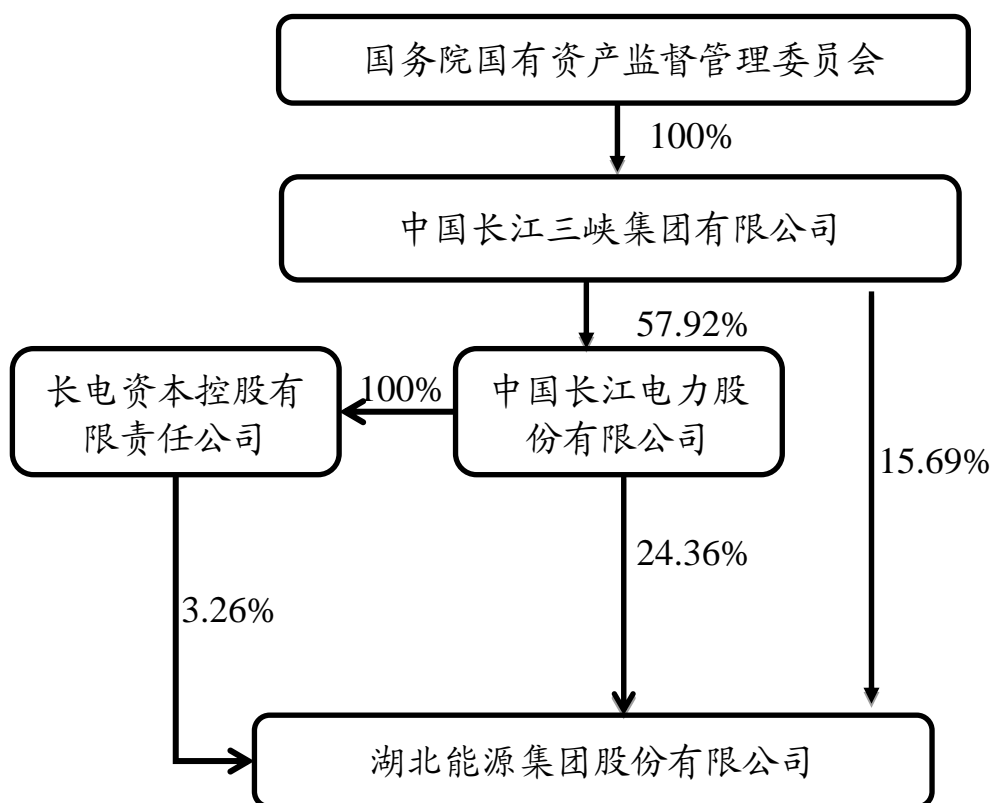 国务院国有资产监督管理委员会
100%
中国长江三峡集团有限公司
57.92%
长电资本控股有
限责任公司
100%
中国长江电力股
份有限公司
15.69%
24.36%
3.26%
湖北能源集团股份有限公司